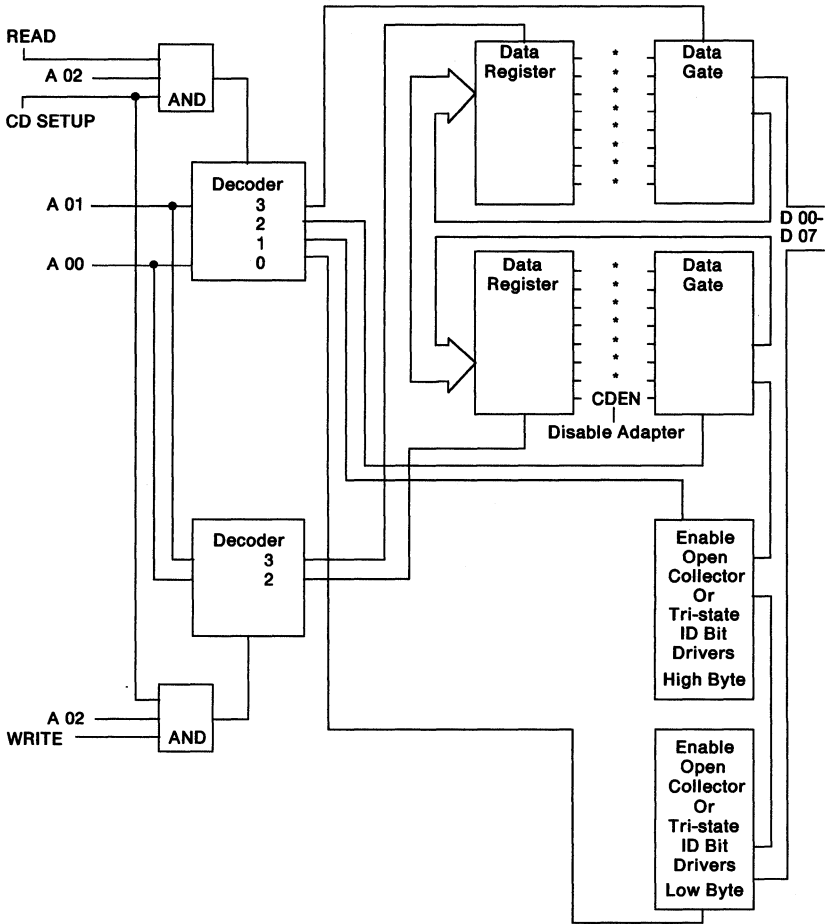 READ
A 02
CD SETUP
AND
Decoder
3
2
1
0
A 01
A 00
Data
Register
*
*
*
*
*
*
*
*
Data
Gate
D 00-
D 07
Data
Register
*
*
*
*
*
*
*
CDEN
Disable Adapter
Data
Gate
Decoder
3
2
A 02
WRITE
AND
Enable
Open
Collector
Or
Tri-state
ID Bit
Drivers
High Byte
Enable
Open
Collector
Or
Tri-state
ID Bit
Drivers
Low Byte